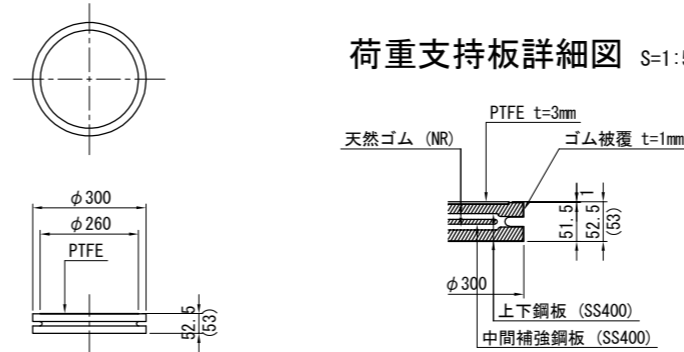 荷重支持板詳細図 S=1:5
PTFE t=3mm
天然ゴム (NR)
ゴム被覆 t=1mm
φ300
φ260
PTFE
52.5
(53)
51.5
1
52.5
(53)
φ300
上下鋼板 (SS400)
中間補強鋼板 (SS400)